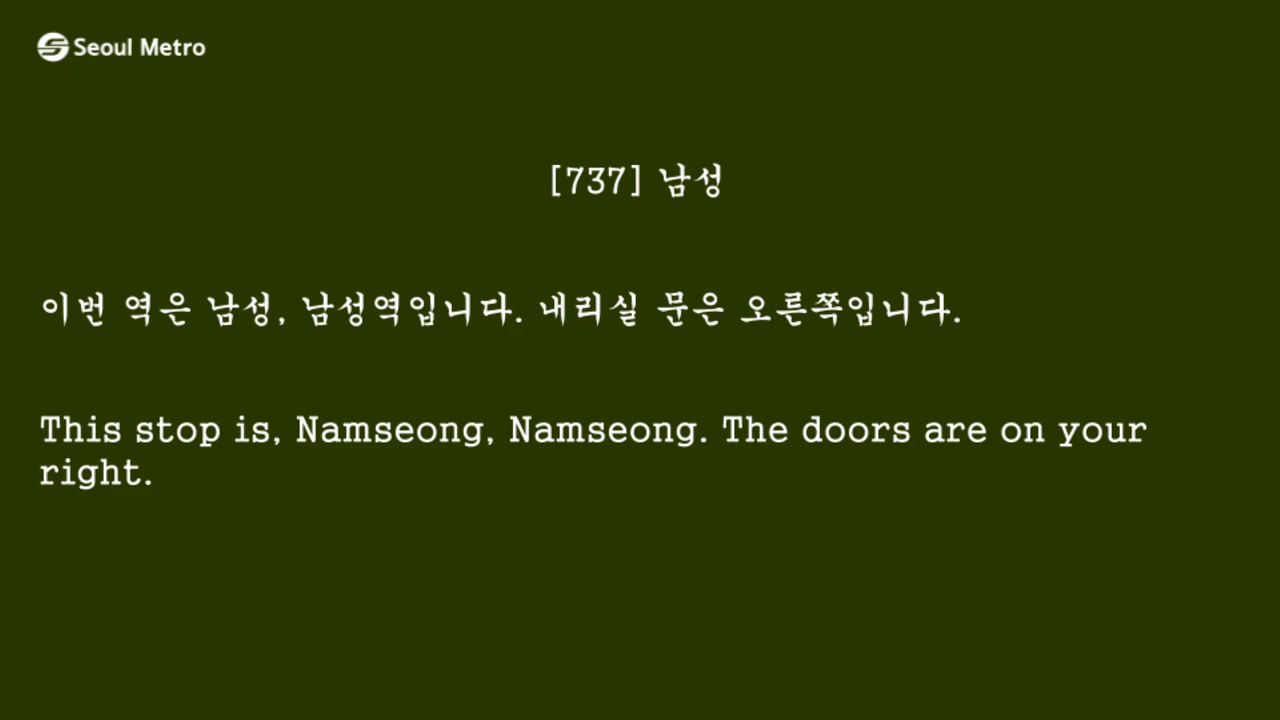 Seoul Metro
[737] 남성
이번 역은 남성, 남성역입니다. 내리실 문은 오른쪽입니다.
This stop is, Namseong, Namseong. The doors are on your
right.